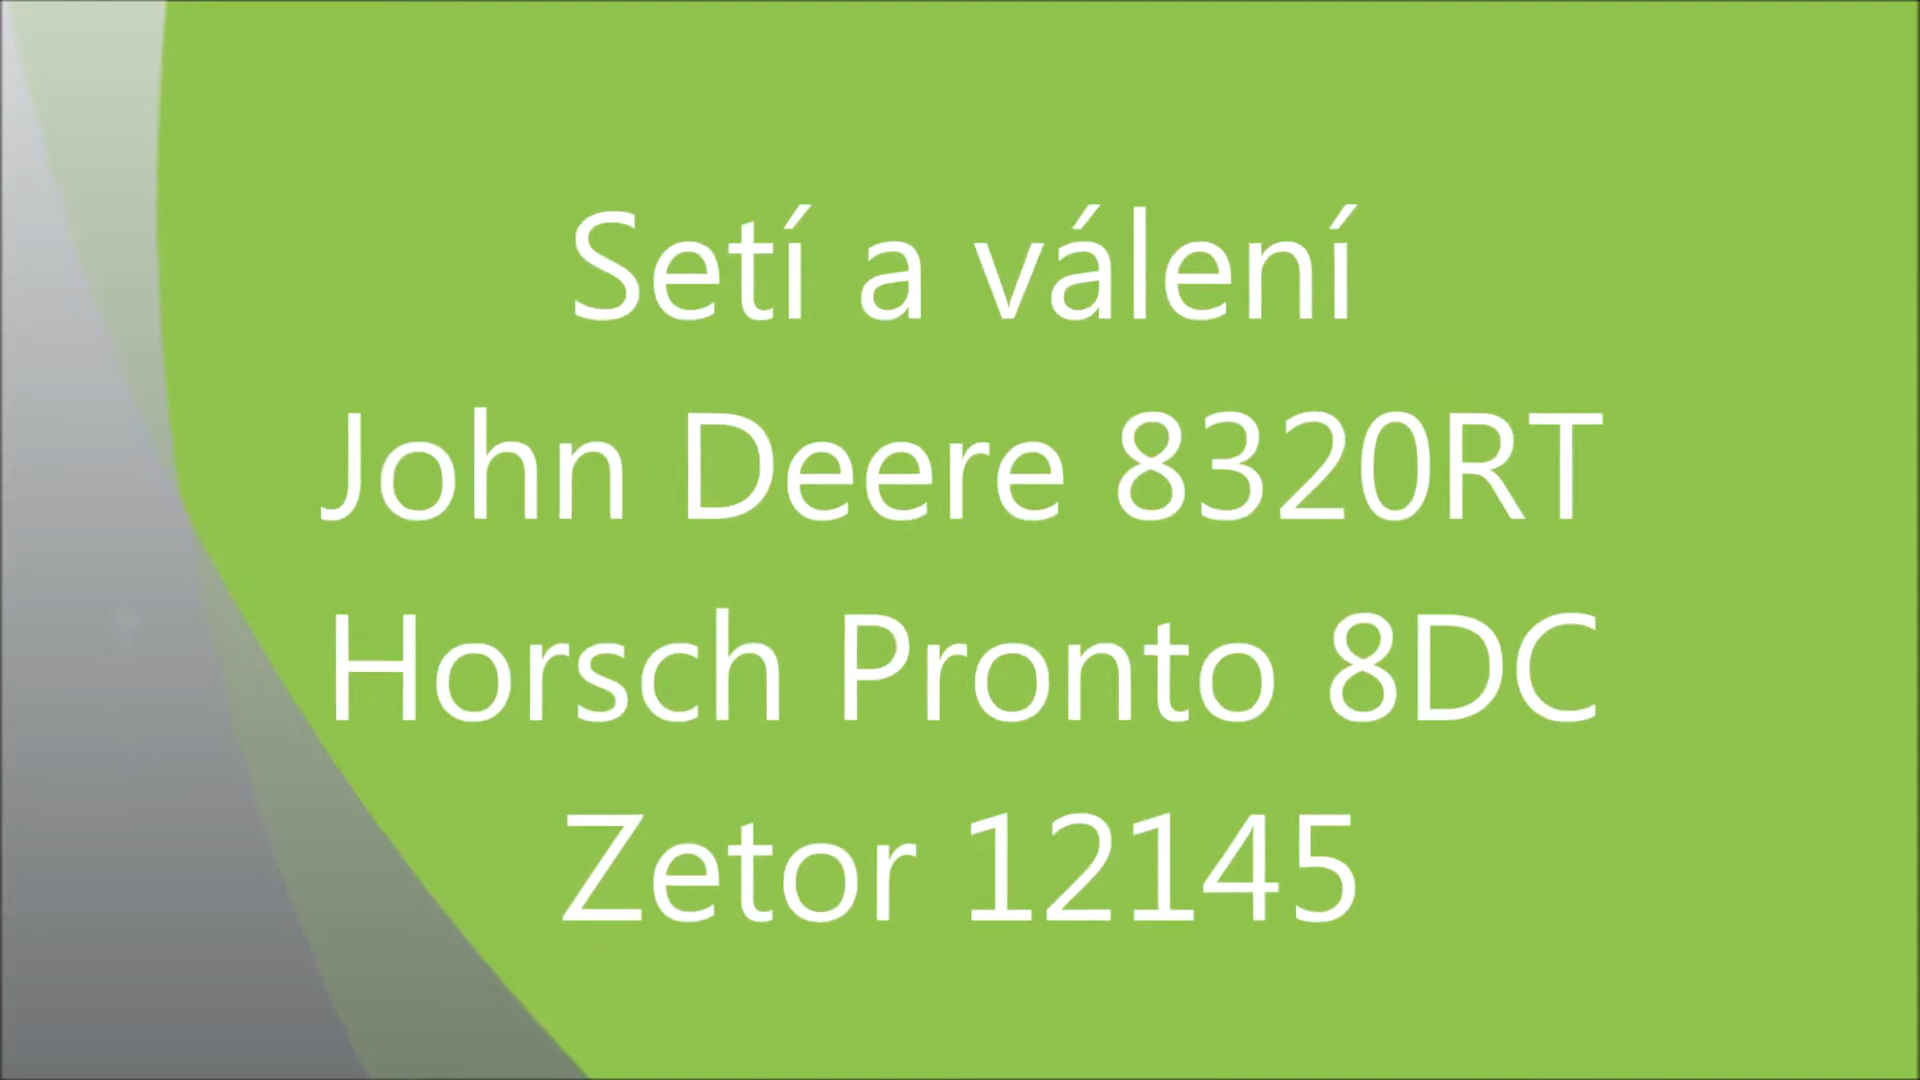 Setí a válení
John Deere 8320RT
Horsch Pronto 8DC
Zetor 12145